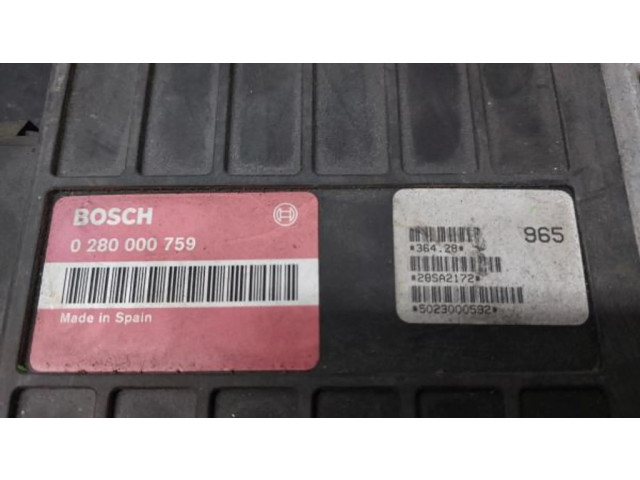 BOSCH
0 280 000 759
Made in Spain
965
*364.28*
*28SA2172*
*5023000592*